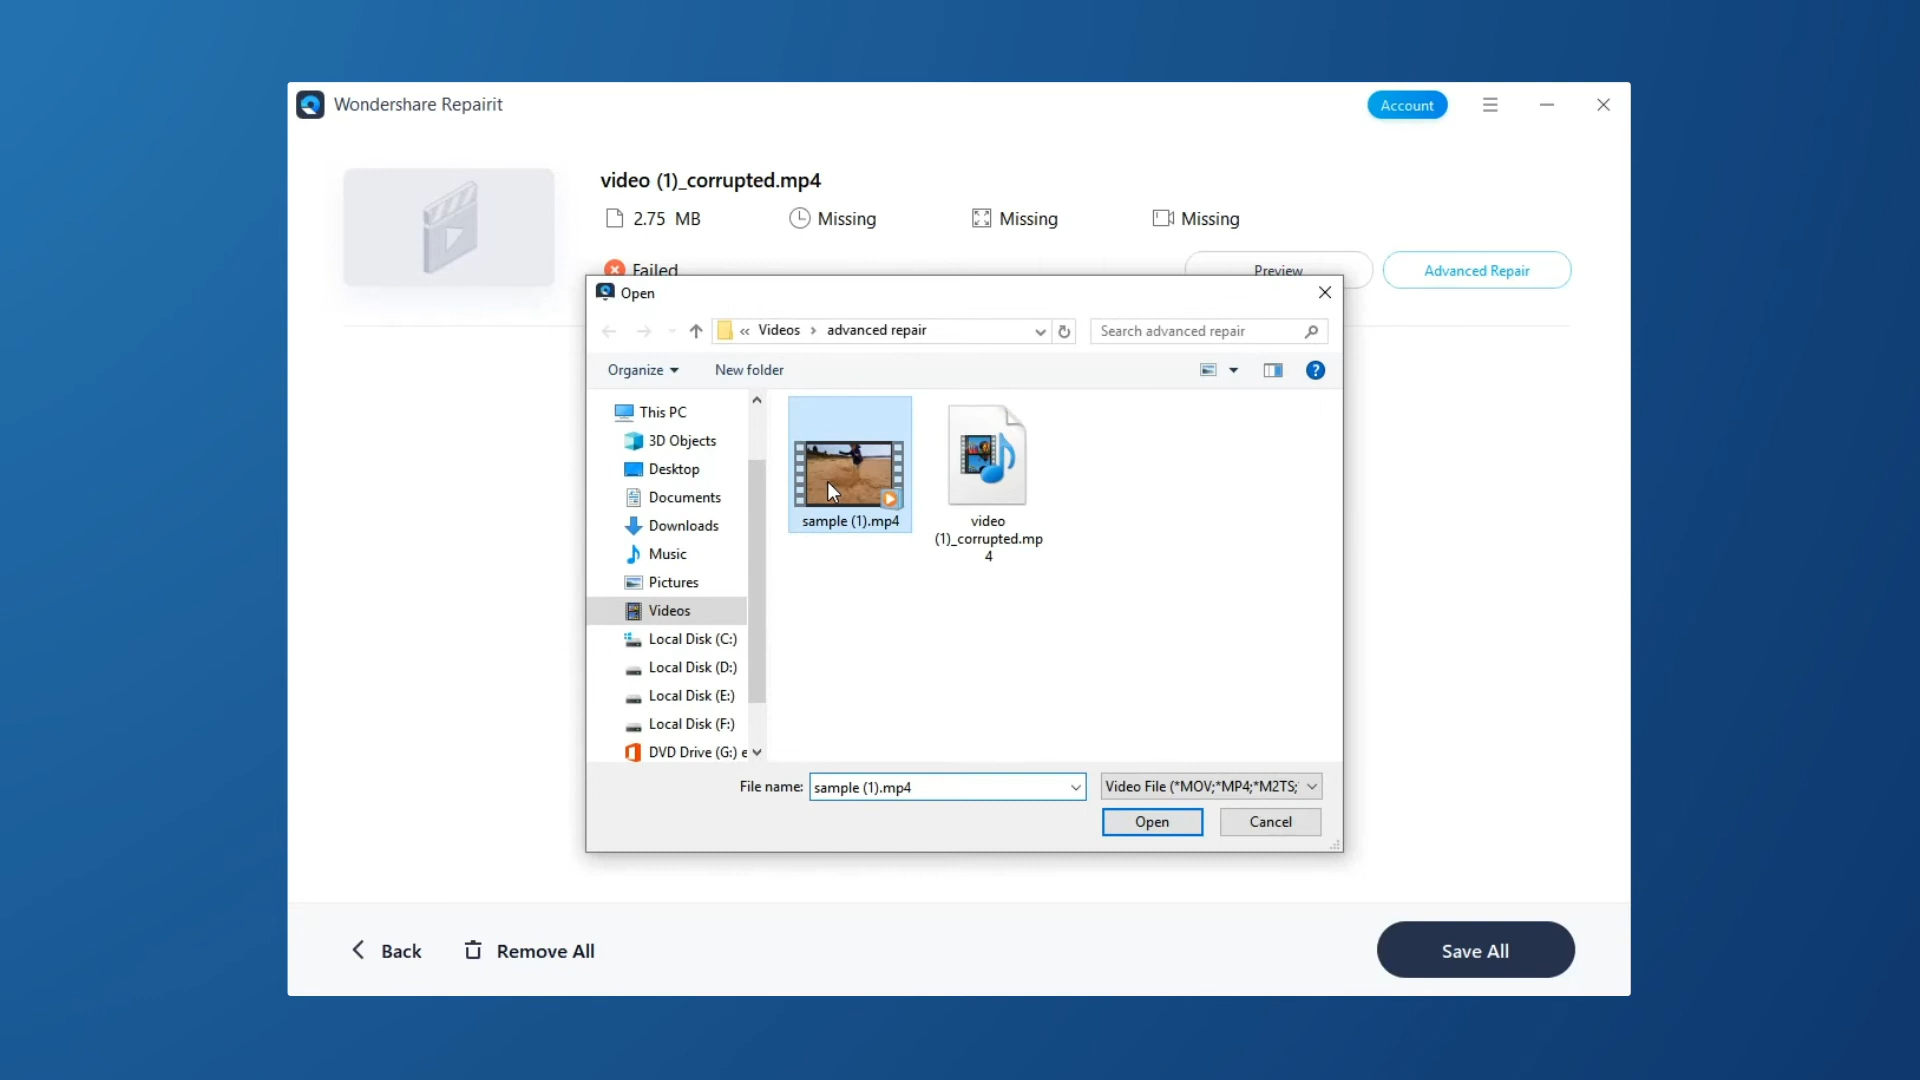 Wondershare Repairit
Account
video (1)_corrupted.mp4
2.75 MB
Missing
Missing
Missing
Failed
Preview
Advanced Repair
Open
« Videos › advanced repair
Search advanced repair
Organize
New folder
?
This PC
3D Objects
Desktop
Documents
Downloads
Music
Pictures
Videos
Local Disk (C:)
Local Disk (D:)
Local Disk (E:)
Local Disk (F:)
DVD Drive (G:) e
sample (1).mp4
video
(1)_corrupted.mp
4
File name:
sample (1).mp4
Video File (*MOV;*MP4;*M2TS;
Open
Cancel
Back
Remove All
Save All